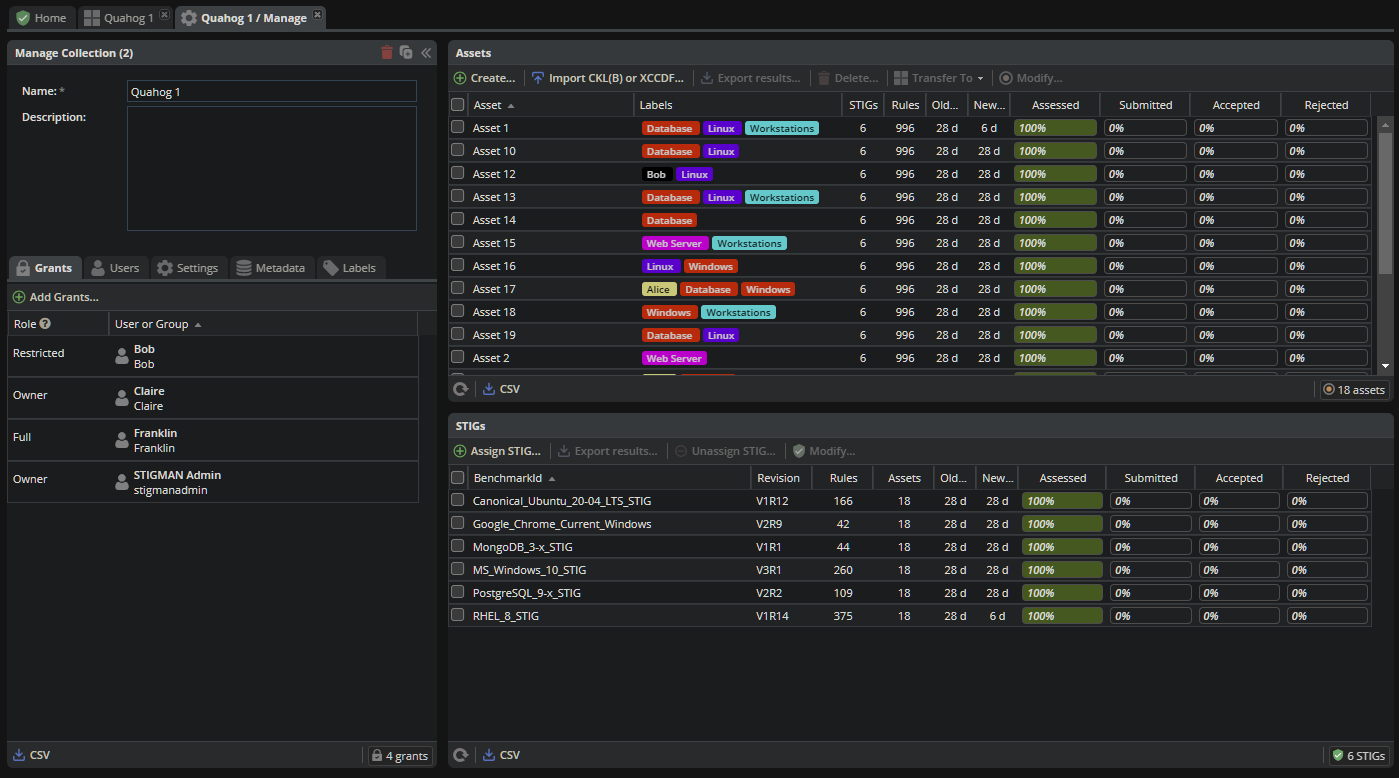 Home
Quahog 1
Quahog 1 / Manage
Manage Collection (2)
Name: *
Quahog 1
Description:
Grants
Users
Settings
Metadata
Labels
Add Grants...
Role
User or Group
Restricted
Bob
Bob
Owner
Claire
Claire
Full
Franklin
Franklin
Owner
STIGMAN Admin
stigmanadmin
CSV
4 grants
Assets
Create... Import CKL(B) or XCCDF... Export results... Delete... Transfer To Modify...
Asset Labels STIGs Rules Old... New... Assessed Submitted Accepted Rejected
Asset 1 Database Linux Workstations 6 996 28 d 6 d 100% 0% 0% 0%
Asset 10 Database Linux 6 996 28 d 28 d 100% 0% 0% 0%
Asset 12 Bob Linux 6 996 28 d 28 d 100% 0% 0% 0%
Asset 13 Database Linux Workstations 6 996 28 d 28 d 100% 0% 0% 0%
Asset 14 Database 6 996 28 d 28 d 100% 0% 0% 0%
Asset 15 Web Server Workstations 6 996 28 d 28 d 100% 0% 0% 0%
Asset 16 Linux Windows 6 996 28 d 28 d 100% 0% 0% 0%
Asset 17 Alice Database Windows 6 996 28 d 28 d 100% 0% 0% 0%
Asset 18 Windows Workstations 6 996 28 d 28 d 100% 0% 0% 0%
Asset 19 Database Linux 6 996 28 d 28 d 100% 0% 0% 0%
Asset 2 Web Server 6 996 28 d 28 d 100% 0% 0% 0%
CSV
18 assets
STIGs
Assign STIG... Export results... Unassign STIG... Modify...
BenchmarkId Revision Rules Assets Old... New... Assessed Submitted Accepted Rejected
Canonical_Ubuntu_20-04_LTS_STIG V1R12 166 18 28 d 28 d 100% 0% 0% 0%
Google_Chrome_Current_Windows V2R9 42 18 28 d 28 d 100% 0% 0% 0%
MongoDB_3-x_STIG V1R1 44 18 28 d 28 d 100% 0% 0% 0%
MS_Windows_10_STIG V3R1 260 18 28 d 28 d 100% 0% 0% 0%
PostgreSQL_9-x_STIG V2R2 109 18 28 d 28 d 100% 0% 0% 0%
RHEL_8_STIG V1R14 375 18 28 d 6 d 100% 0% 0% 0%
CSV
6 STIGs